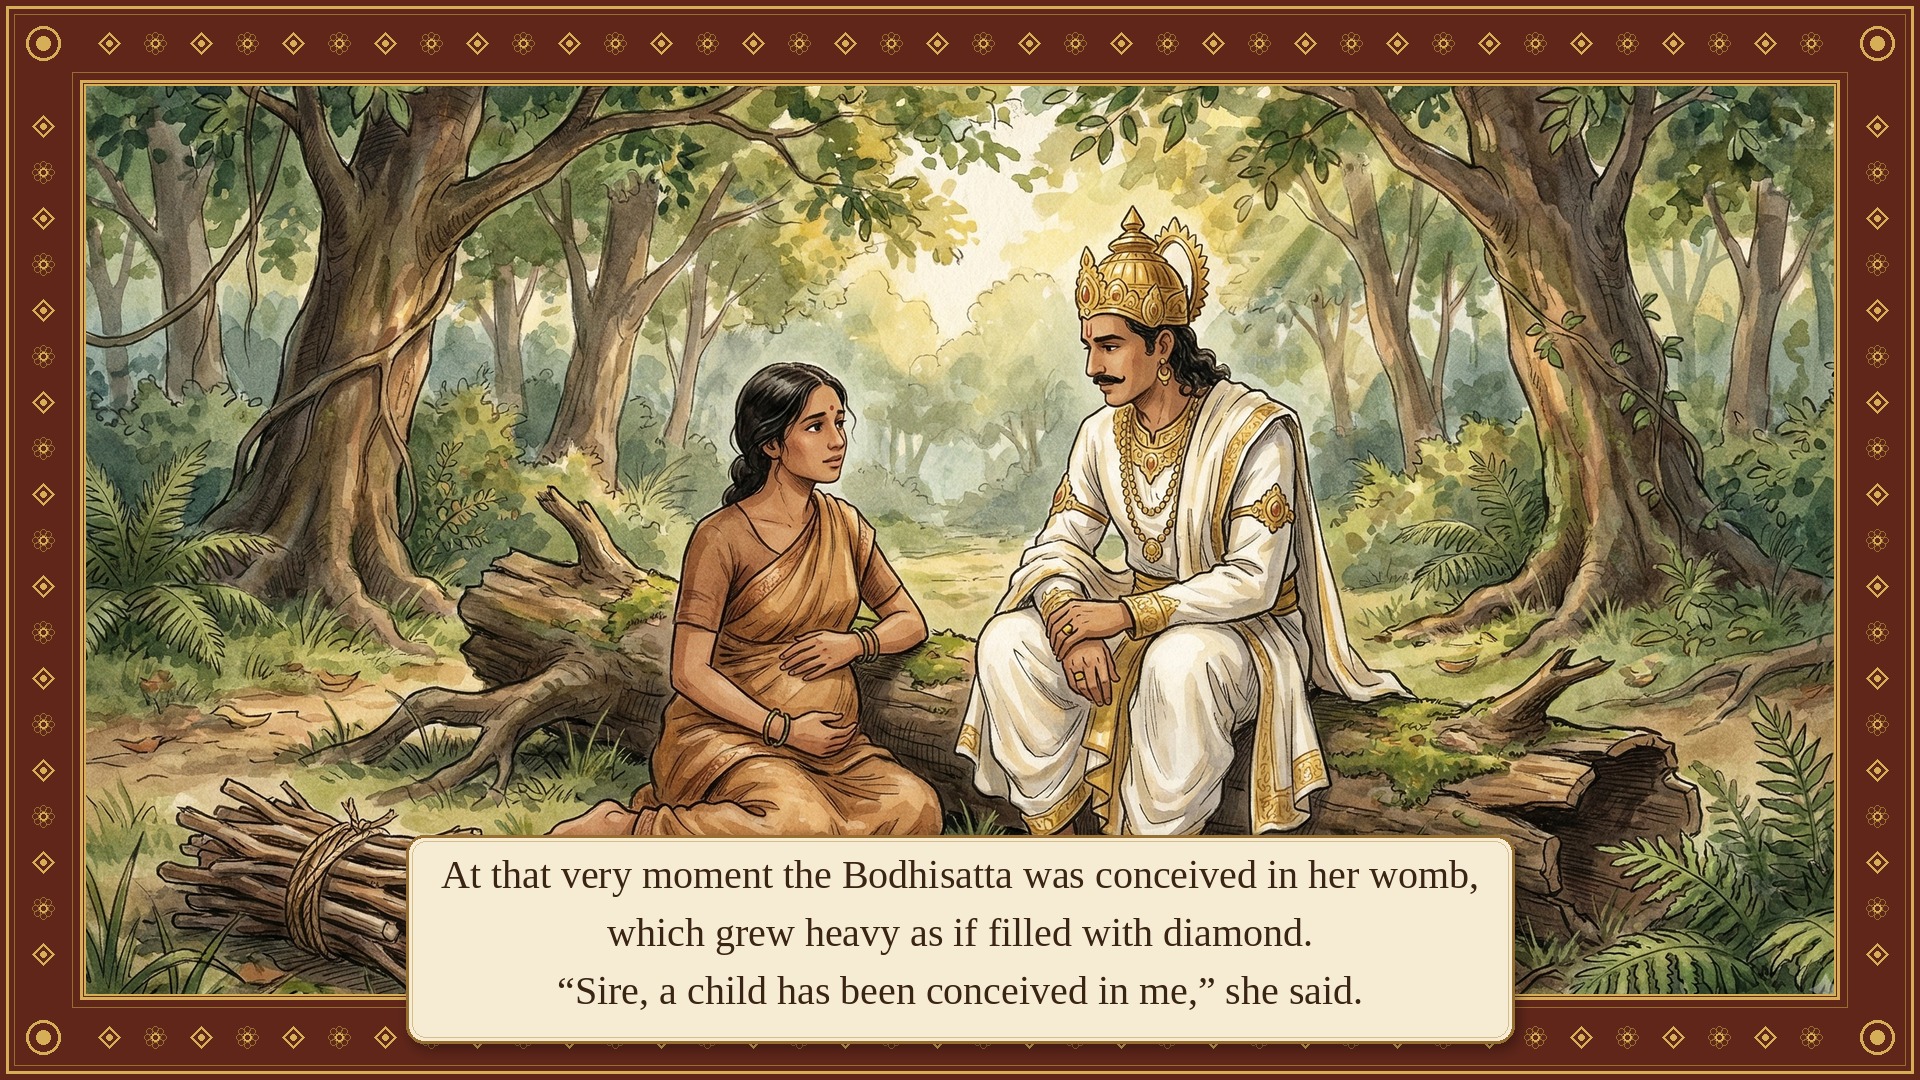 At that very moment the Bodhisatta was conceived in her womb,
which grew heavy as if filled with diamond.
“Sire, a child has been conceived in me,” she said.